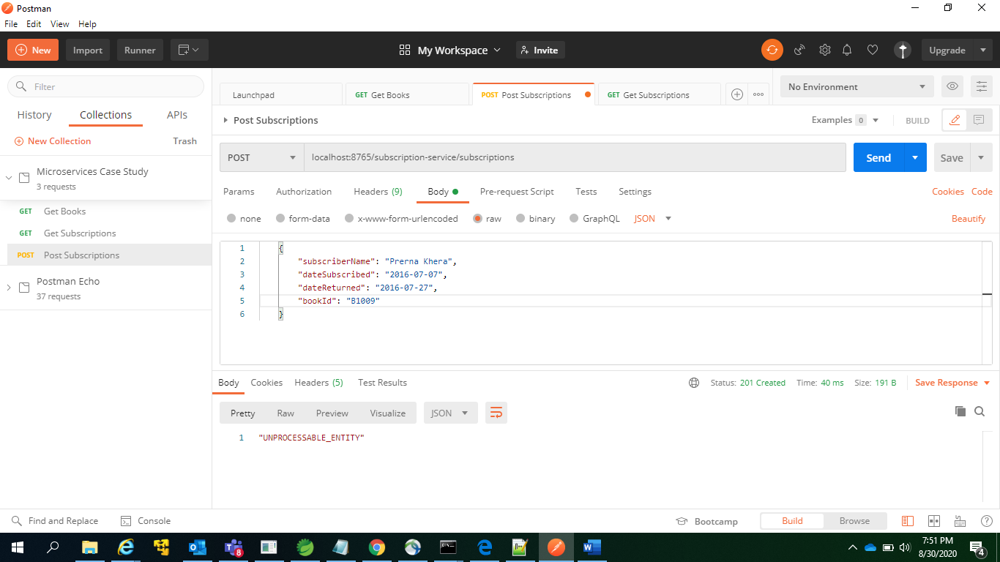 Postman
File Edit View Help
New Import Runner My Workspace Invite Upgrade
Filter
History Collections APIs
New Collection Trash
Microservices Case Study
3 requests
GET Get Books
GET Get Subscriptions
POST Post Subscriptions
Postman Echo
37 requests
Launchpad GET Get Books POST Post Subscriptions GET Get Subscriptions No Environment
Post Subscriptions Examples 0 BUILD
POST localhost:8765/subscription-service/subscriptions Send Save
Params Authorization Headers (9) Body Pre-request Script Tests Settings Cookies Code
none form-data x-www-form-urlencoded raw binary GraphQL JSON Beautify
1 {
2 "subscriberName": "Prerna Khera",
3 "dateSubscribed": "2016-07-07",
4 "dateReturned": "2016-07-27",
5 "bookId": "B1009"
6 }
Body Cookies Headers (5) Test Results Status: 201 Created Time: 40 ms Size: 191 B Save Response
Pretty Raw Preview Visualize JSON
1 "UNPROCESSABLE_ENTITY"
Find and Replace Console Bootcamp Build Browse
8
7:51 PM
8/30/2020
4